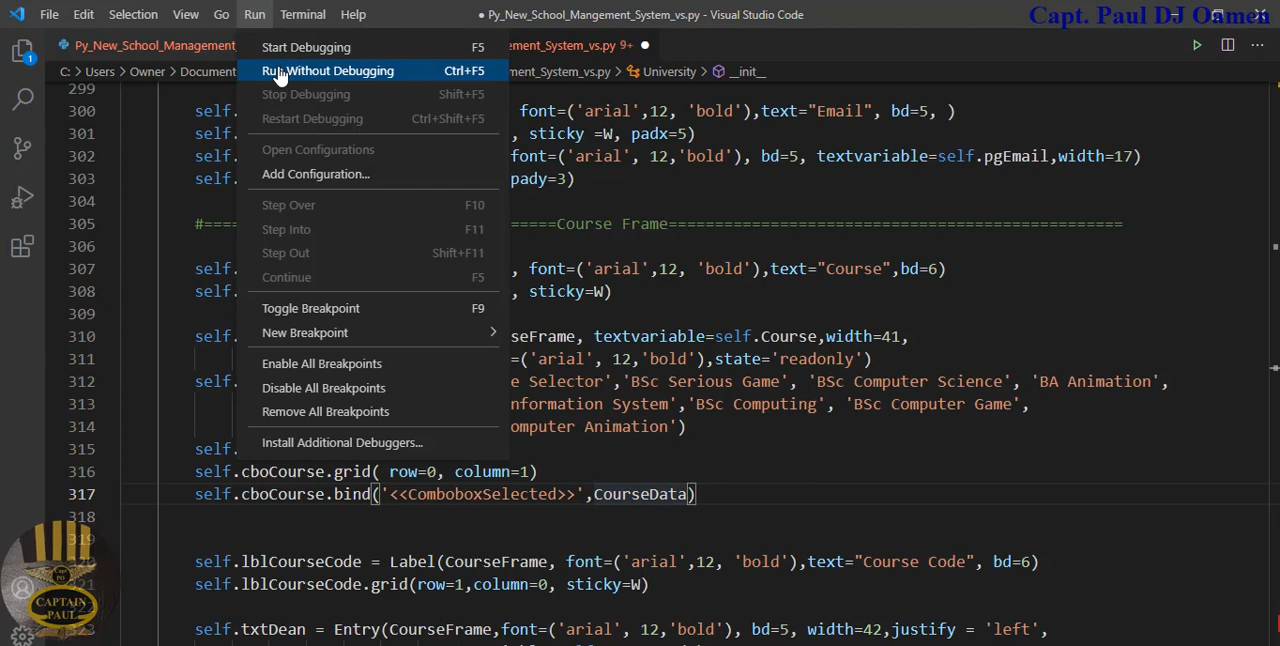 File Edit Selection View Go Run Terminal Help ● Py_New_School_Mangement_System_vs.py - Visual Studio Code
Capt. Paul DJ Oamen
Py_New_School_Management ement_System_vs.py 9+
C: > Users > Owner > Document ment_System_vs.py > University > __init__
Start Debugging F5
Run Without Debugging Ctrl+F5
Stop Debugging Shift+F5
Restart Debugging Ctrl+Shift+F5
Open Configurations
Add Configuration...
Step Over F10
Step Into F11
Step Out Shift+F11
Continue F5
Toggle Breakpoint F9
New Breakpoint
Enable All Breakpoints
Disable All Breakpoints
Remove All Breakpoints
Install Additional Debuggers...
299
300 self. font=('arial',12, 'bold'),text="Email", bd=5, )
301 self. , sticky =W, padx=5)
302 self. font=('arial', 12,'bold'), bd=5, textvariable=self.pgEmail,width=17)
303 self. pady=3)
304
305 #==== =====Course Frame==============================================
306
307 self. , font=('arial',12, 'bold'),text="Course",bd=6)
308 self. , sticky=W)
309
310 self. seFrame, textvariable=self.Course,width=41,
311 =('arial', 12,'bold'),state='readonly')
312 self. e Selector','BSc Serious Game', 'BSc Computer Science', 'BA Animation',
313 nformation System','BSc Computing', 'BSc Computer Game',
314 omputer Animation')
315 self.
316 self.cboCourse.grid( row=0, column=1)
317 self.cboCourse.bind('<<ComboboxSelected>>',CourseData)
318
319
320 self.lblCourseCode = Label(CourseFrame, font=('arial',12, 'bold'),text="Course Code", bd=6)
321 self.lblCourseCode.grid(row=1,column=0, sticky=W)
322
323 self.txtDean = Entry(CourseFrame,font=('arial', 12,'bold'), bd=5, width=42,justify = 'left',
Capt
PO
CAPTAIN
PAUL
1